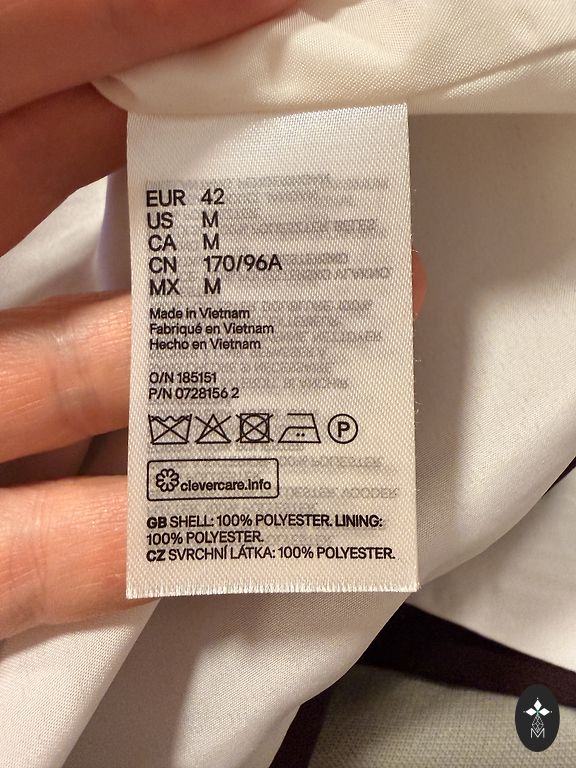 EUR 42
US M
CA M
CN 170/96A
MX M
Made in Vietnam
Fabriqué en Vietnam
Hecho en Vietnam
O/N 185151
P/N 0728156 2
P
clevercare.info
GB SHELL: 100% POLYESTER. LINING:
100% POLYESTER.
CZ SVRCHNÍ LÁTKA: 100% POLYESTER.
M